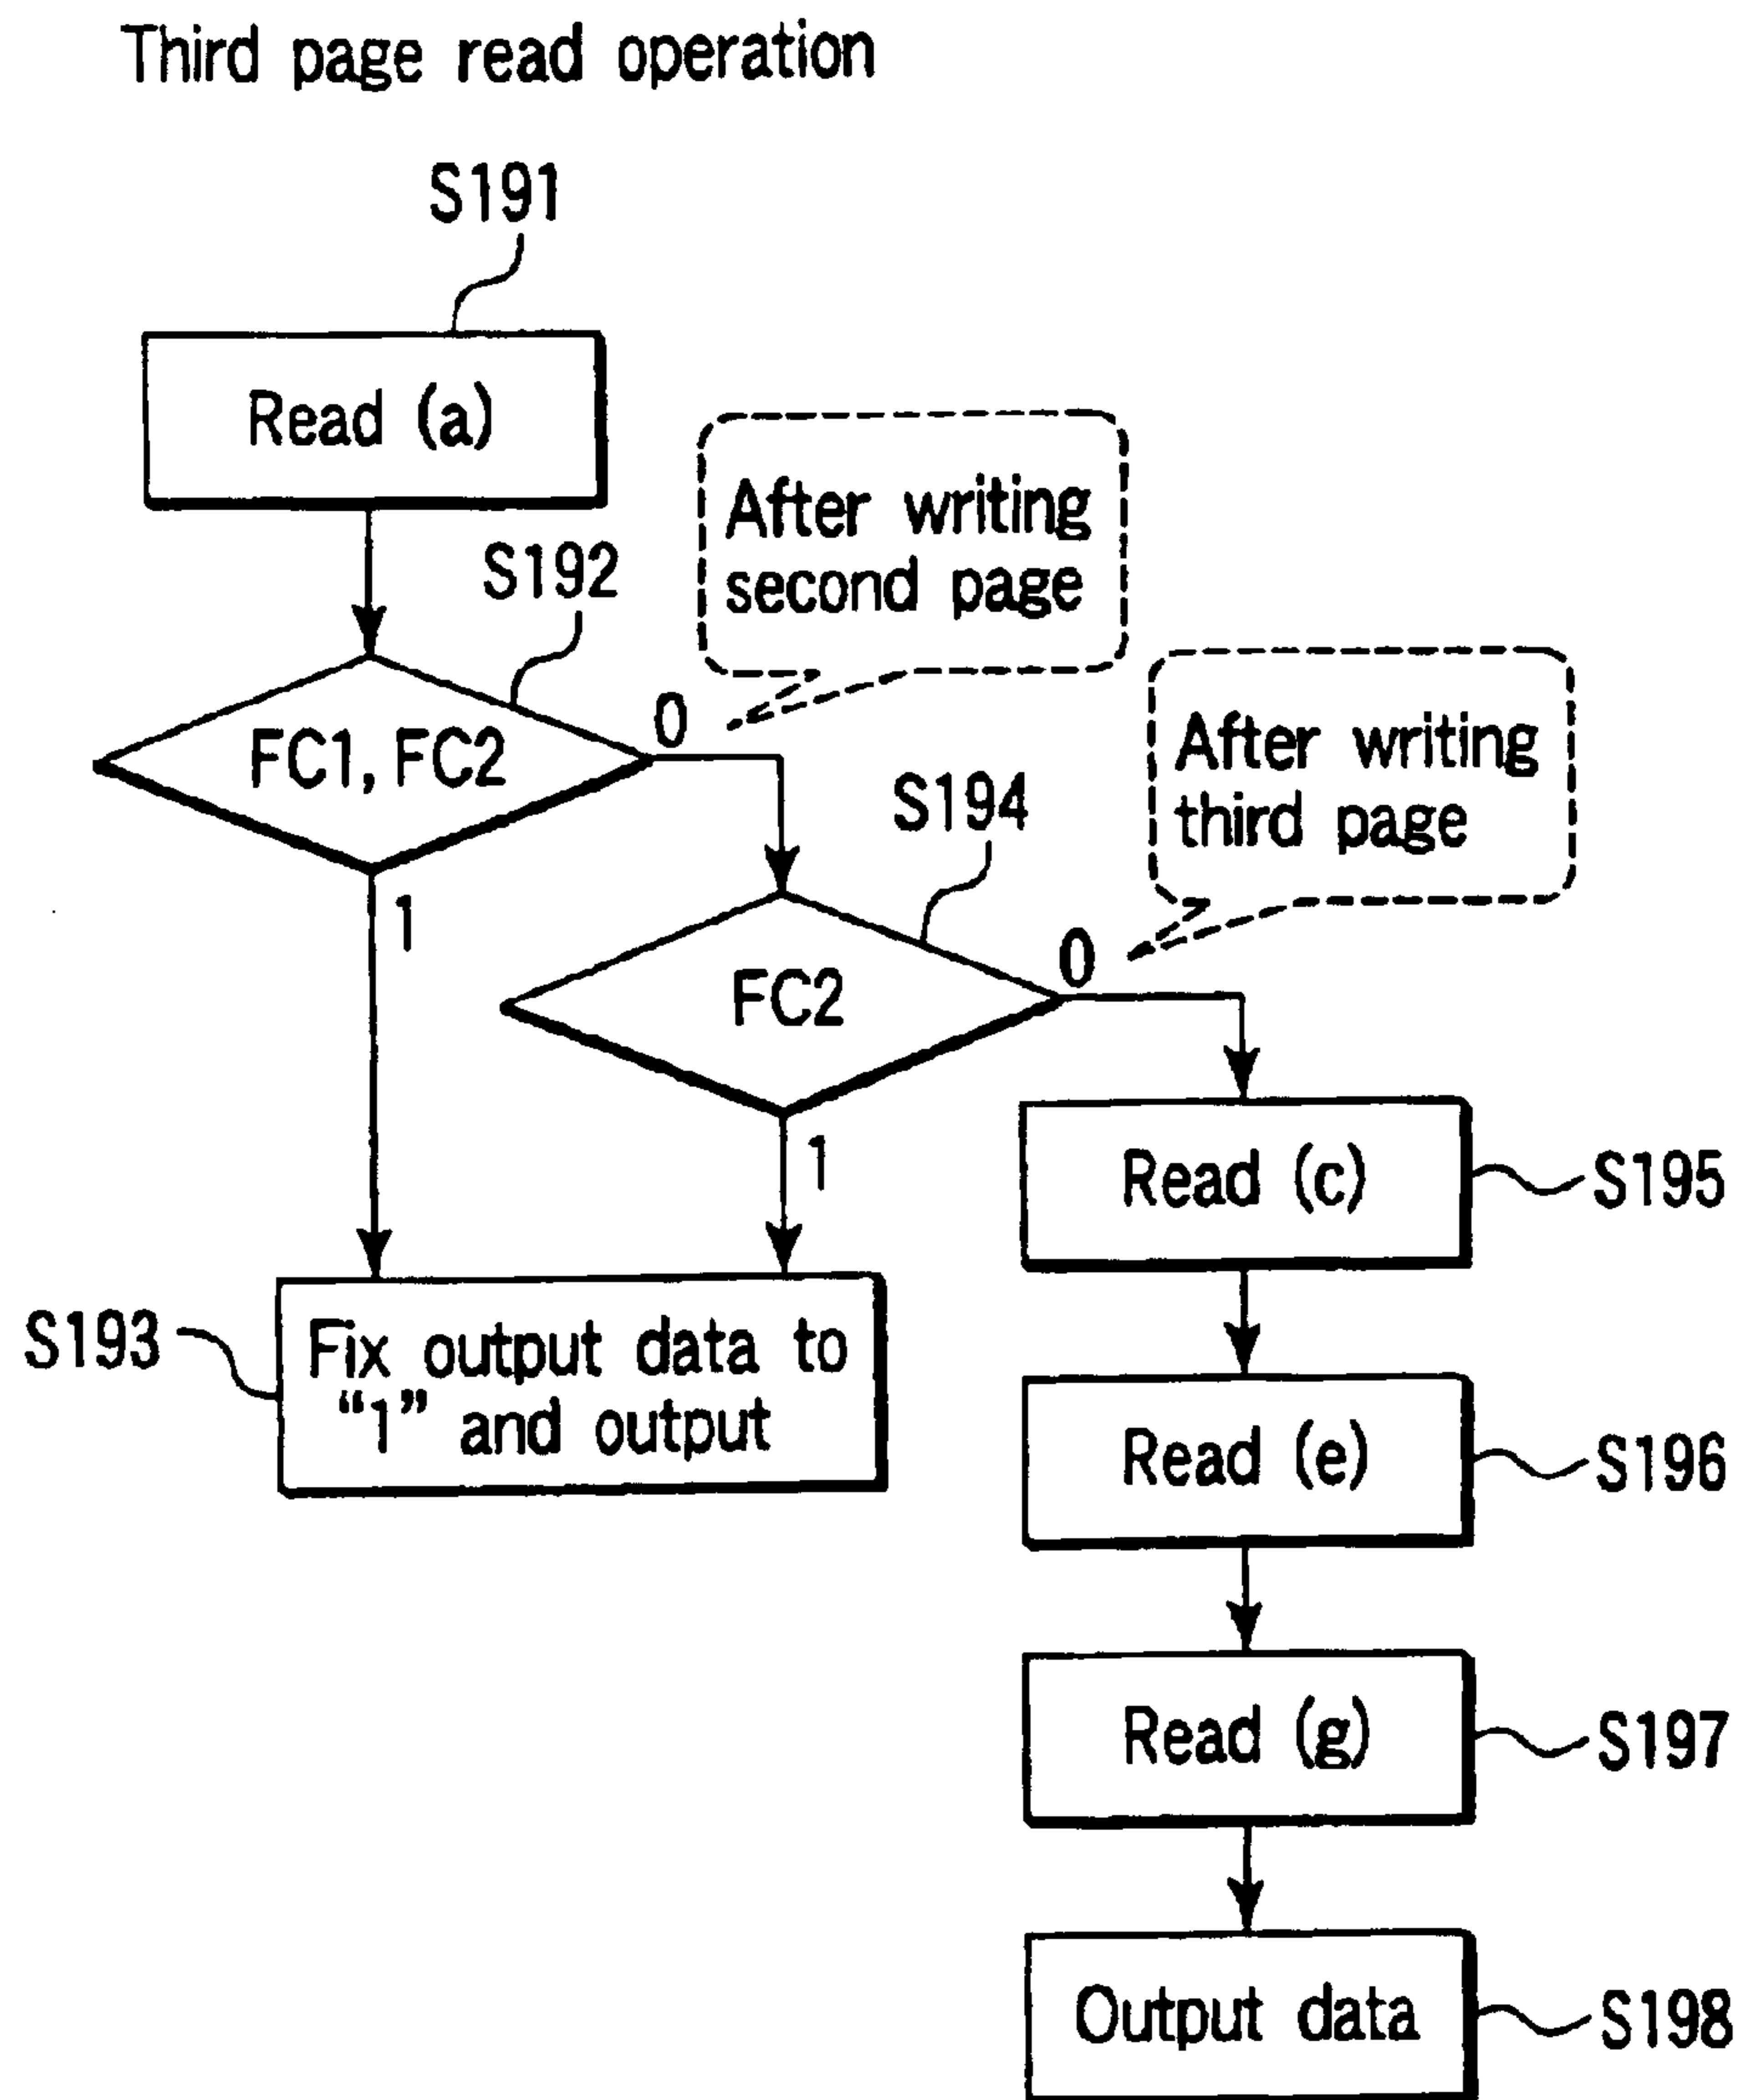 Third page read operation
S191
Read (a)
S192
After writing
second page
FC1, FC2
0
1
S194
After writing
third page
FC2
0
1
Read (c)
S195
S193
Fix output data to
“1” and output
Read (e)
S196
Read (g)
S197
Output data
S198